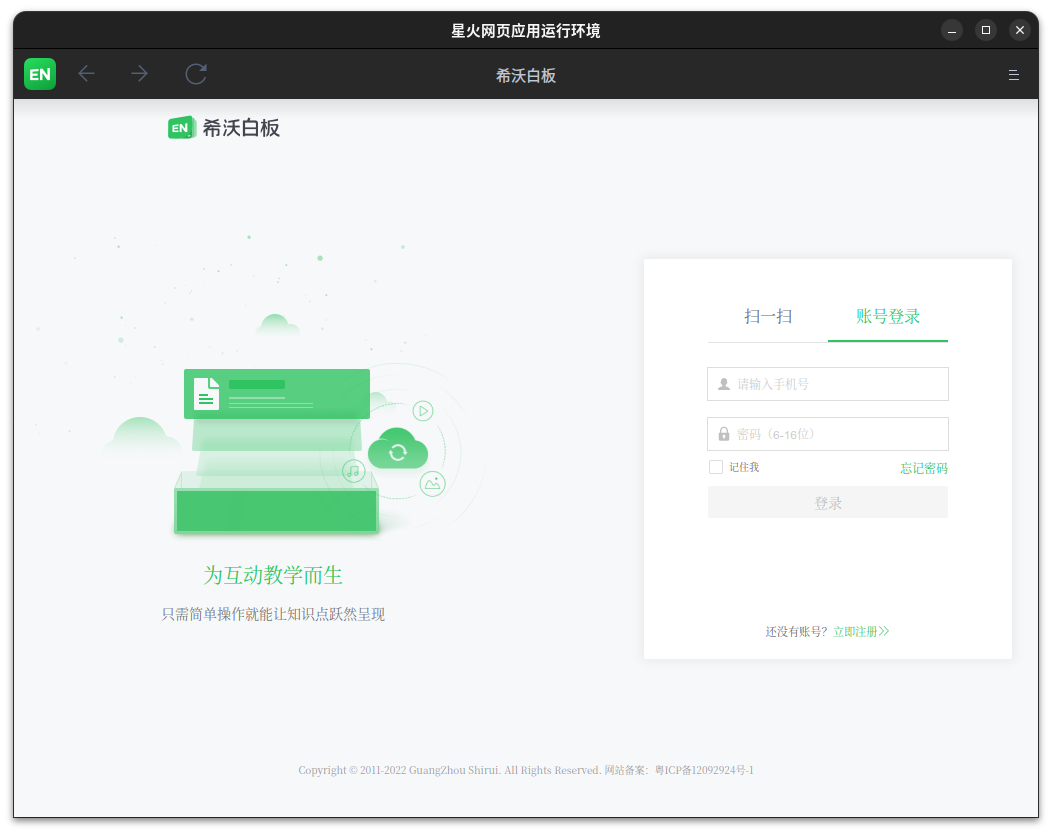 星火网页应用运行环境
EN
希沃白板
EN 希沃白板
扫一扫 账号登录
请输入手机号
密码（6-16位）
记住我 忘记密码
登录
为互动教学而生
只需简单操作就能让知识点跃然呈现
还没有账号？立即注册
Copyright © 2011-2022 GuangZhou Shirui. All Rights Reserved. 网站备案：粤ICP备12092924号-1